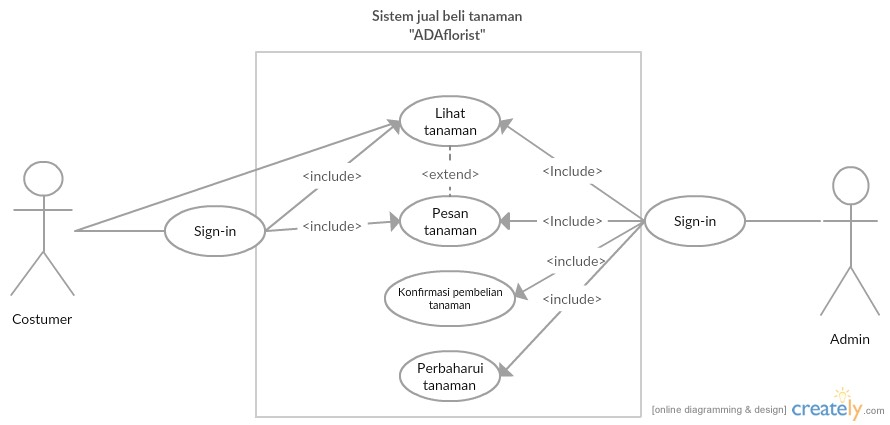 Sistem jual beli tanaman
"ADAflorist"
Lihat
tanaman
<include>
<extend>
<Include>
Sign-in
<include>
Pesan
tanaman
<Include>
Sign-in
<include>
Konfirmasi pembelian
tanaman
<include>
Costumer
Admin
Perbaharui
tanaman
[online diagramming & design] creately.com